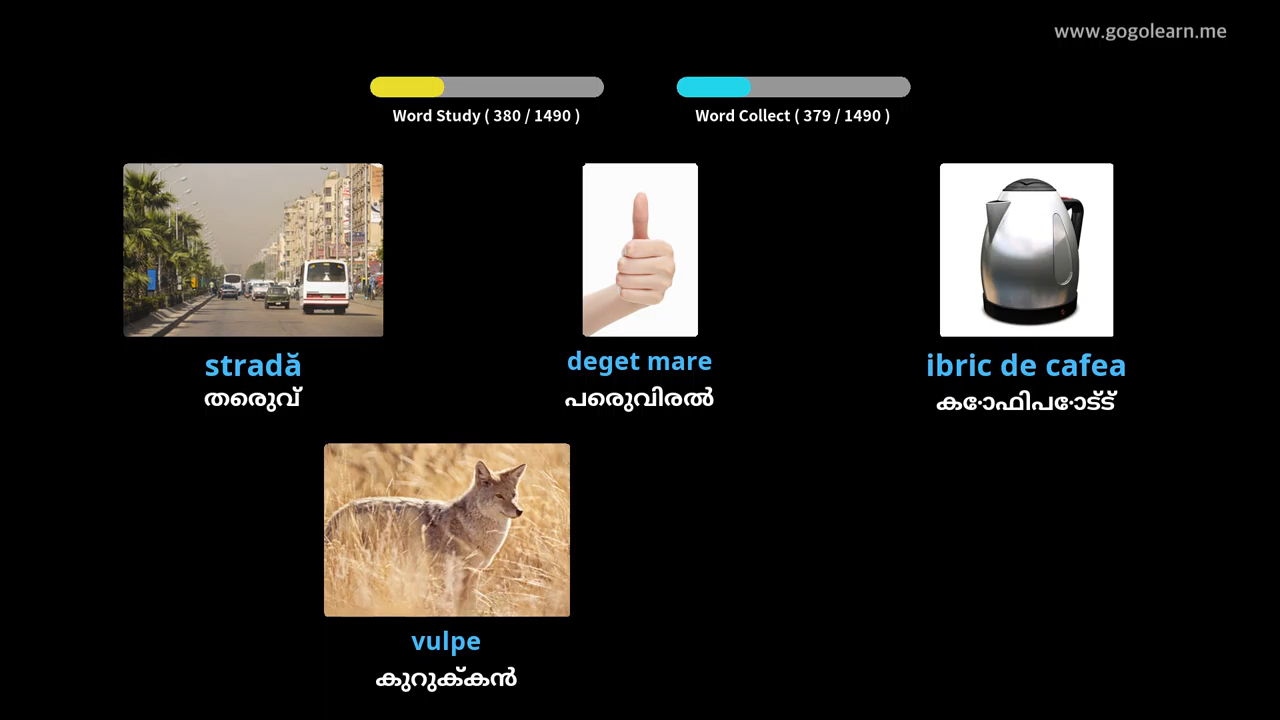 www.gogolearn.me
Word Study ( 380 / 1490 )
Word Collect ( 379 / 1490 )
stradă
തെരുവ്
deget mare
പെരുവിരൽ
ibric de cafea
കോഫിപോട്ട്
vulpe
കുറുക്കൻ